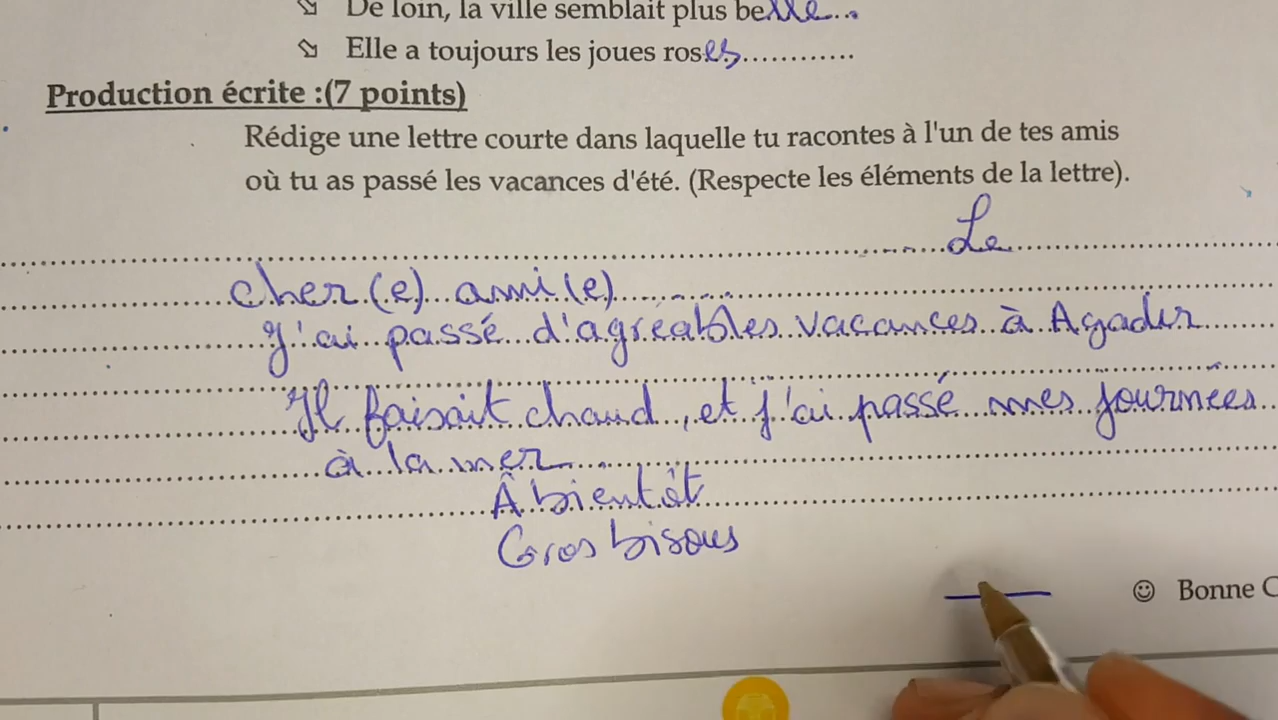 ⇘ De loin, la ville semblait plus belle...
⇘ Elle a toujours les joues roses............
Production écrite :(7 points)
Rédige une lettre courte dans laquelle tu racontes à l'un de tes amis
où tu as passé les vacances d'été. (Respecte les éléments de la lettre).
Le
cher(e) ami(e)
J'ai passé d'agréables vacances à Agadir
Il faisait chaud, et j'ai passé mes journées
à la mer
À bientôt
Gros bisous
☺ Bonne C